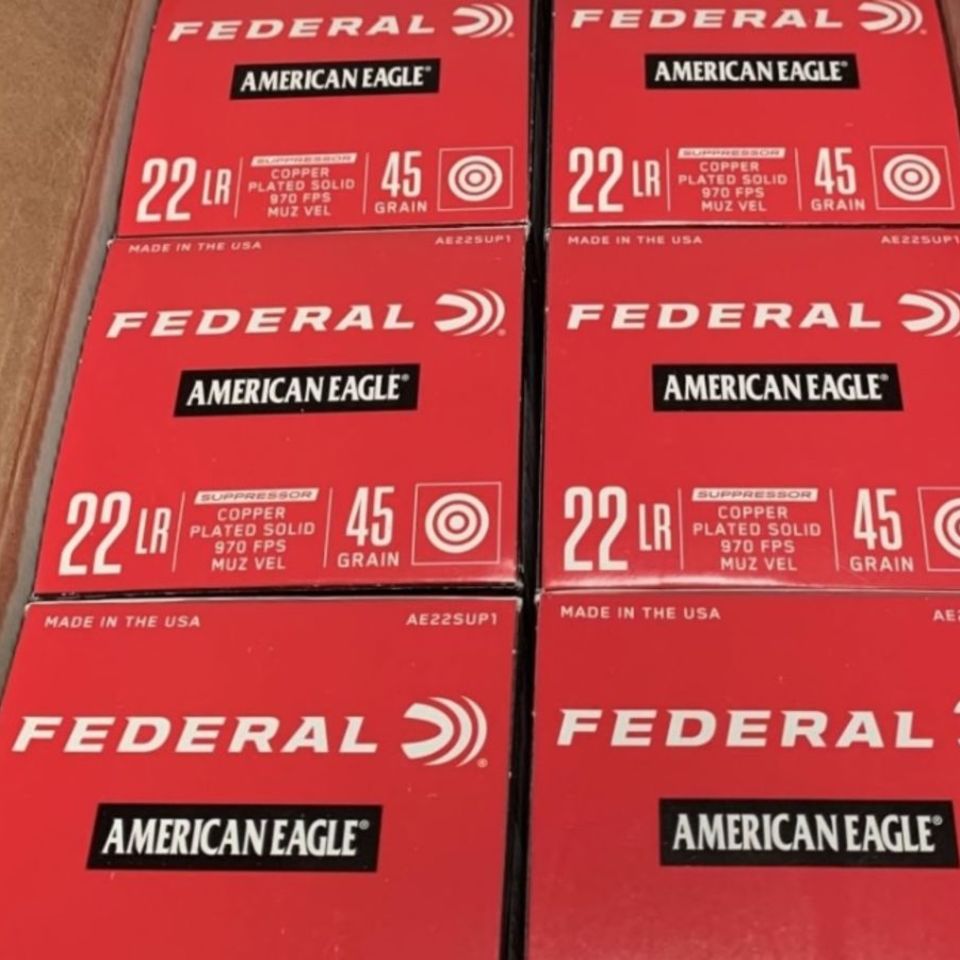 FEDERAL®
AMERICAN EAGLE®
22 LR
SUPPRESSOR
COPPER
PLATED SOLID
970 FPS
MUZ VEL
45
GRAIN
FEDERAL®
AMERICAN EAGLE®
22 LR
SUPPRESSOR
COPPER
PLATED SOLID
970 FPS
MUZ VEL
45
GRAIN
MADE IN THE USA AE22SUP1
FEDERAL®
AMERICAN EAGLE®
22 LR
SUPPRESSOR
COPPER
PLATED SOLID
970 FPS
MUZ VEL
45
GRAIN
MADE IN THE USA AE22SUP1
FEDERAL
AMERICAN EAGLE®
22 LR
SUPPRESSOR
COPPER
PLATED SOLID
970 FPS
MUZ VEL
45
GRAIN
MADE IN THE USA AE22SUP1
FEDERAL®
AMERICAN EAGLE®
MADE IN THE USA AE2
FEDERAL
AMERICAN EAGLE®